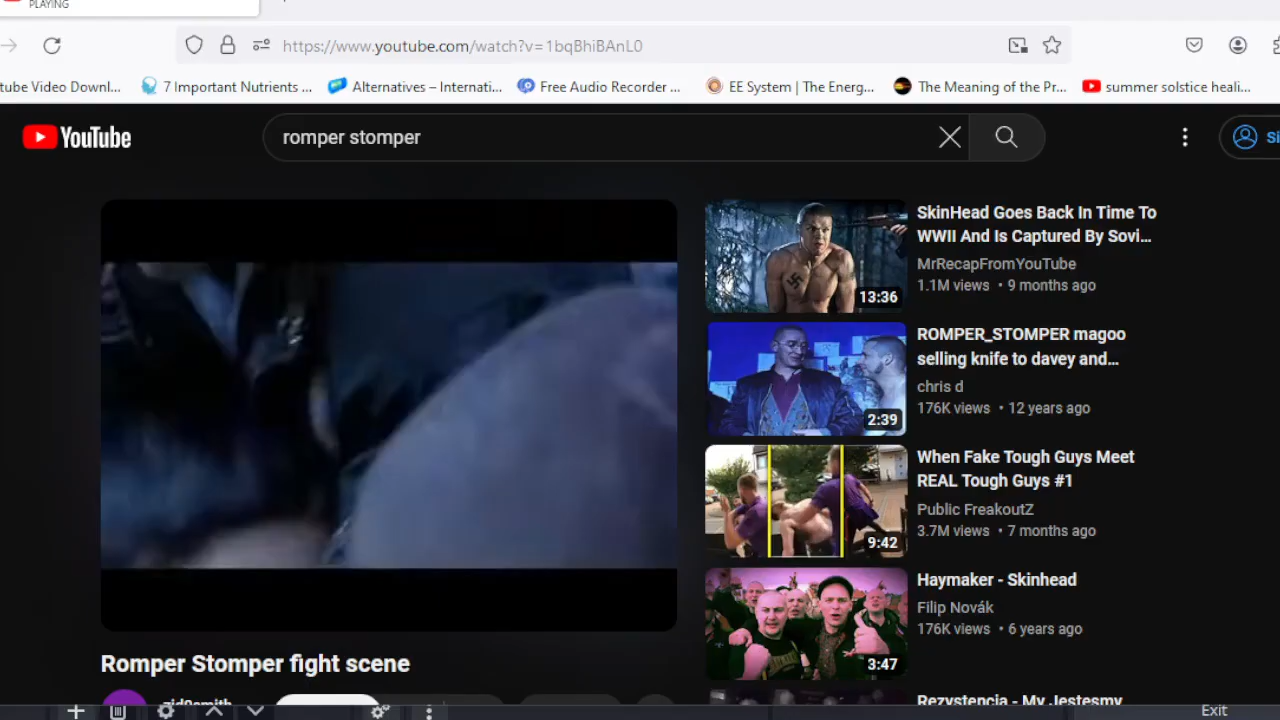 PLAYING
https://www.youtube.com/watch?v=1bqBhiBAnL0
tube Video Downl...
7 Important Nutrients ...
Alternatives – Internati...
Free Audio Recorder ...
EE System | The Energ...
The Meaning of the Pr...
summer solstice heali...
YouTube
romper stomper
Si
SkinHead Goes Back In Time To
WWII And Is Captured By Sovi...
MrRecapFromYouTube
1.1M views • 9 months ago
13:36
ROMPER_STOMPER magoo
selling knife to davey and...
chris d
176K views • 12 years ago
2:39
When Fake Tough Guys Meet
REAL Tough Guys #1
Public FreakoutZ
3.7M views • 7 months ago
9:42
Haymaker - Skinhead
Filip Novák
176K views • 6 years ago
3:47
Romper Stomper fight scene
Rezystencja - My Jestesmy
Exit